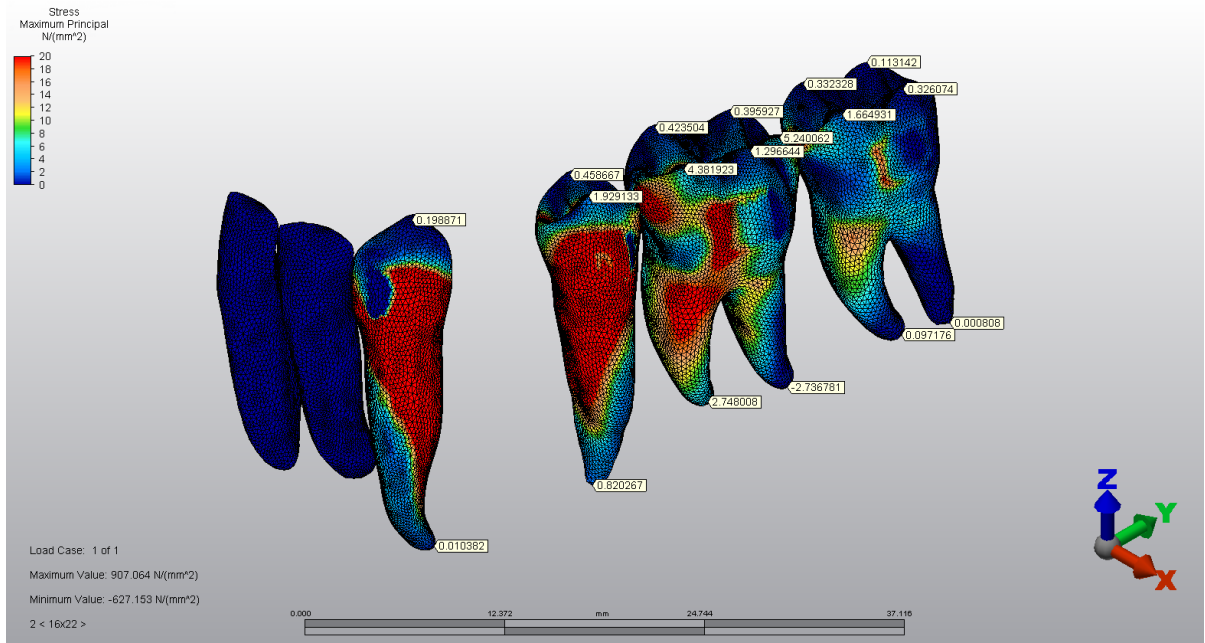 Stress
Maximum Principal
N/(mm^2)
20
18
16
14
12
10
8
6
4
2
0
0.113142
0.332328
0.326074
0.395927
1.664931
0.423504
5.240062
1.296644
4.381923
0.458667
1.929133
0.198871
0.000808
0.097176
-2.736781
2.748008
0.820267
0.010382
Z
Y
X
Load Case: 1 of 1
Maximum Value: 907.064 N/(mm^2)
Minimum Value: -627.153 N/(mm^2)
2 < 16x22 >
0.000 12.372 mm 24.744 37.116